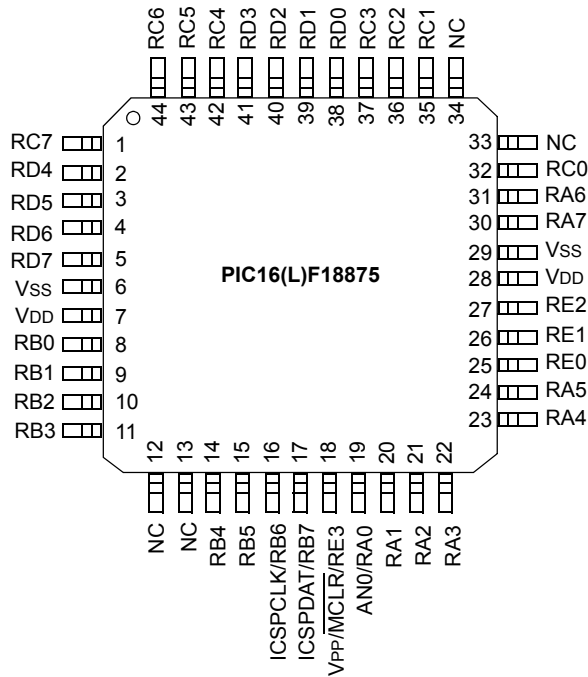 RC6
RC5
RC4
RD3
RD2
RD1
RD0
RC3
RC2
RC1
NC
44
43
42
41
40
39
38
37
36
35
34
RC7 1
RD4 2
RD5 3
RD6 4
RD7 5
VSS 6
VDD 7
RB0 8
RB1 9
RB2 10
RB3 11
PIC16(L)F18875
33 NC
32 RC0
31 RA6
30 RA7
29 VSS
28 VDD
27 RE2
26 RE1
25 RE0
24 RA5
23 RA4
12
13
14
15
16
17
18
19
20
21
22
NC
NC
RB4
RB5
ICSPCLK/RB6
ICSPDAT/RB7
VPP/MCLR/RE3
AN0/RA0
RA1
RA2
RA3